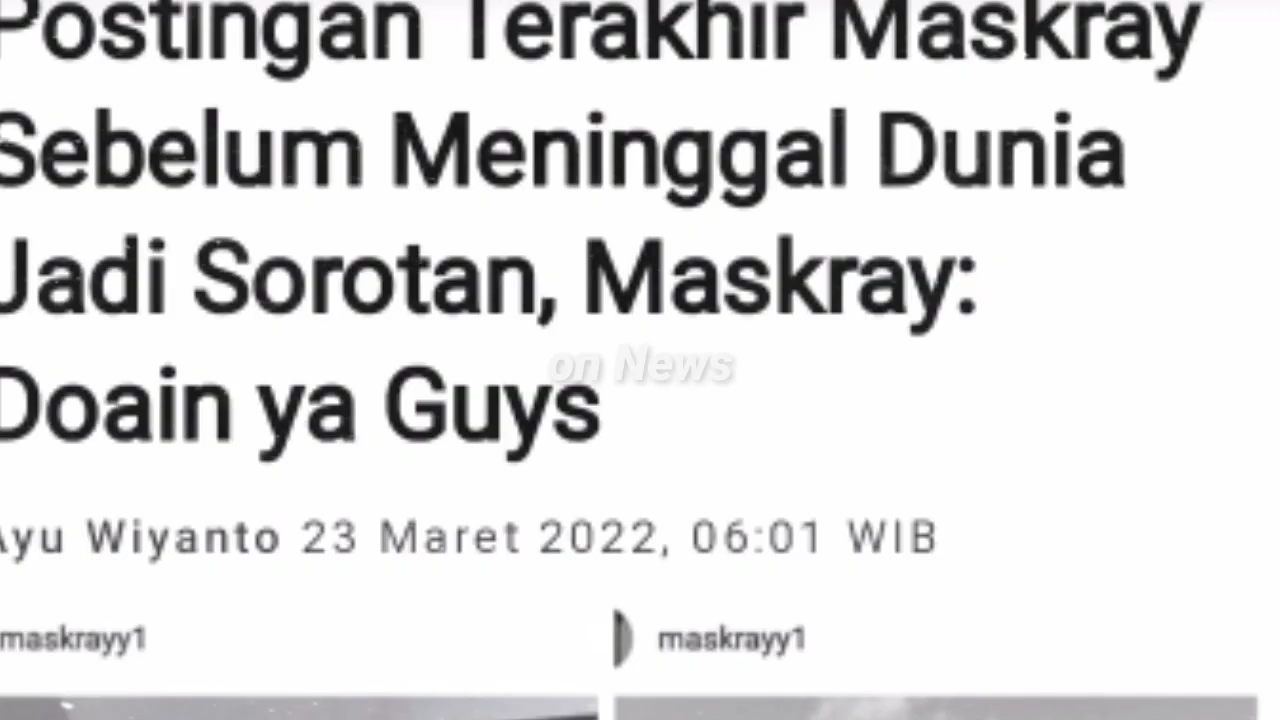 Postingan Terakhir Maskray
Sebelum Meninggal Dunia
Jadi Sorotan, Maskray:
on News
Doain ya Guys
Ayu Wiyanto 23 Maret 2022, 06:01 WIB
maskrayy1
maskrayy1